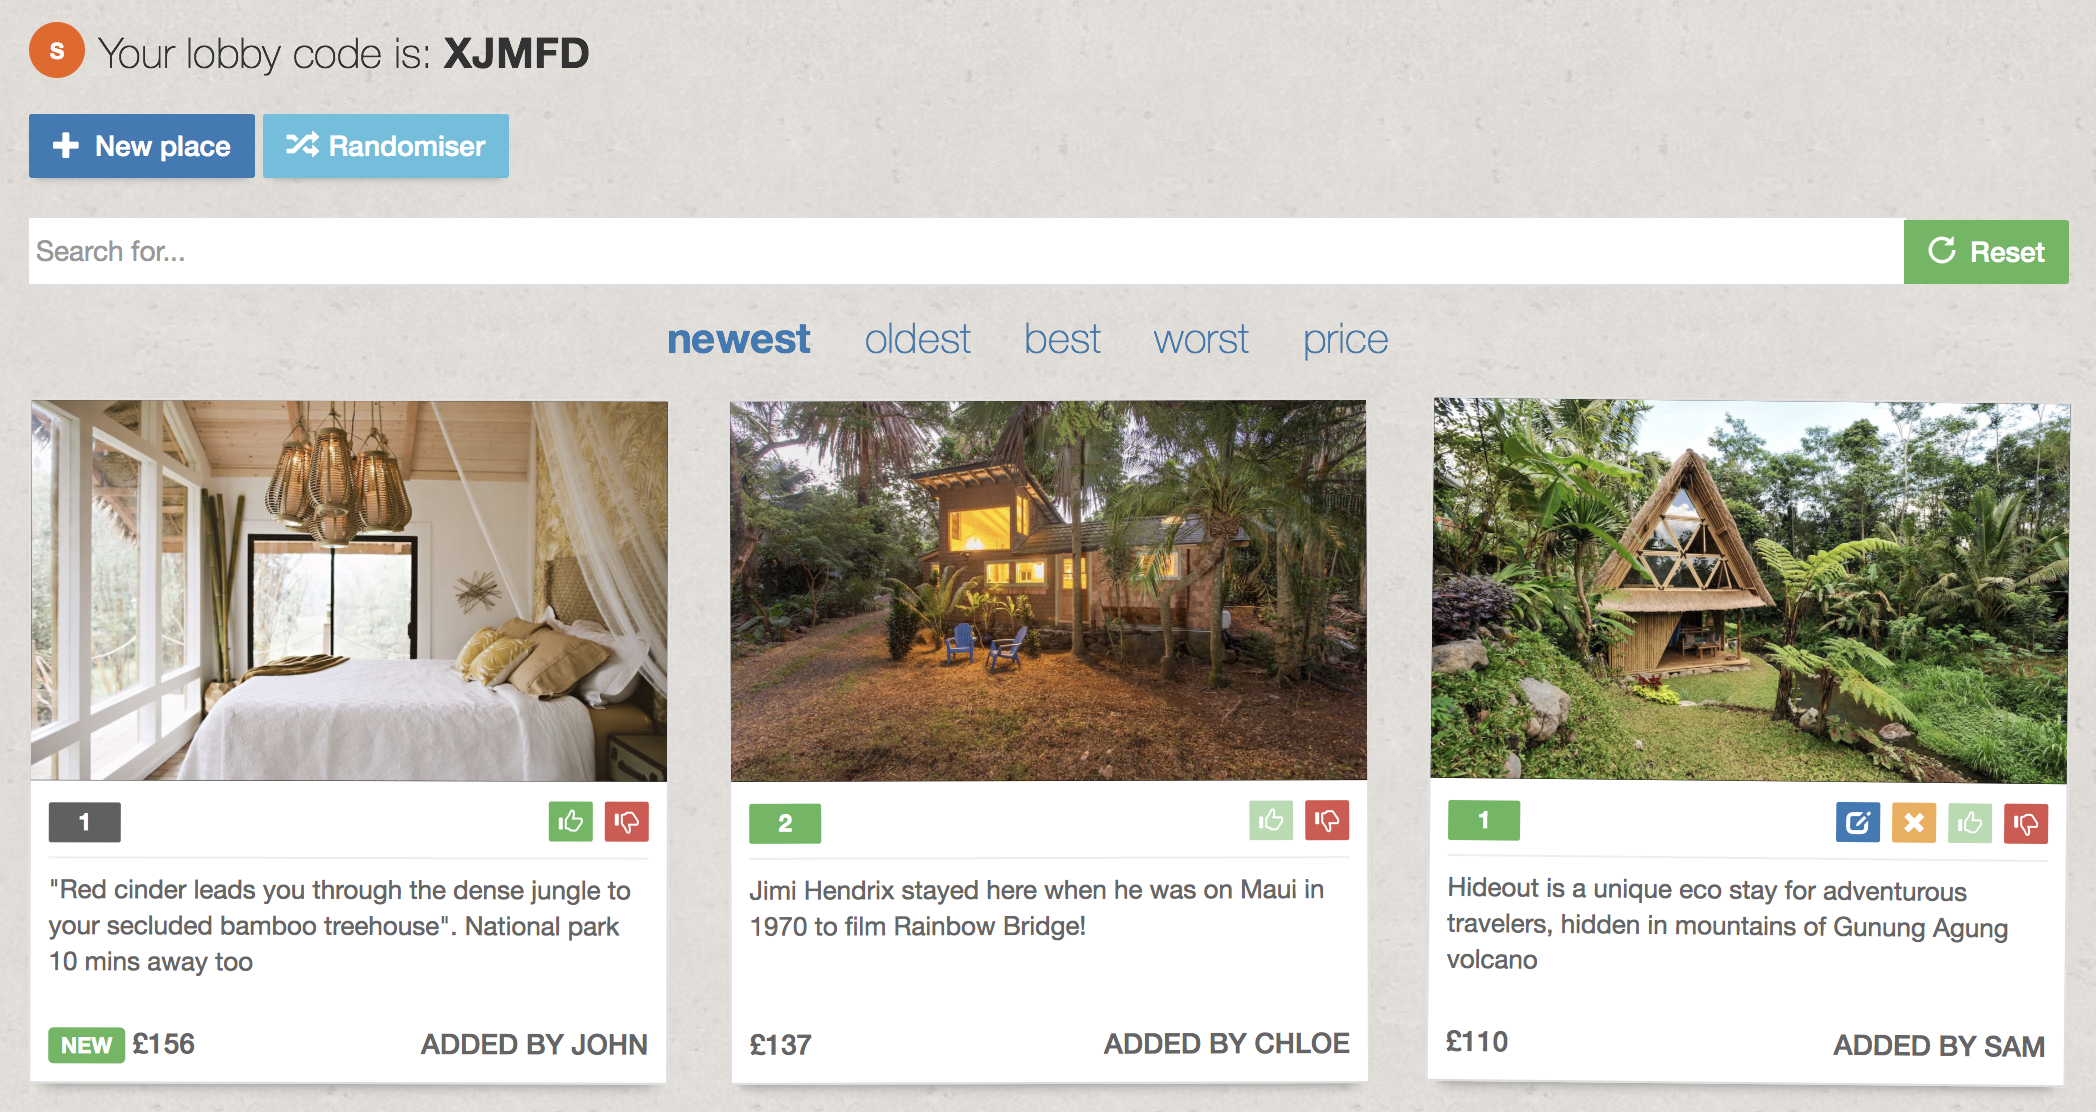 S
Your lobby code is: XJMFD
New place
Randomiser
Search for...
Reset
newest oldest best worst price
1
"Red cinder leads you through the dense jungle to
your secluded bamboo treehouse". National park
10 mins away too
NEW £156 ADDED BY JOHN
2
Jimi Hendrix stayed here when he was on Maui in
1970 to film Rainbow Bridge!
£137 ADDED BY CHLOE
1
Hideout is a unique eco stay for adventurous
travelers, hidden in mountains of Gunung Agung
volcano
£110 ADDED BY SAM